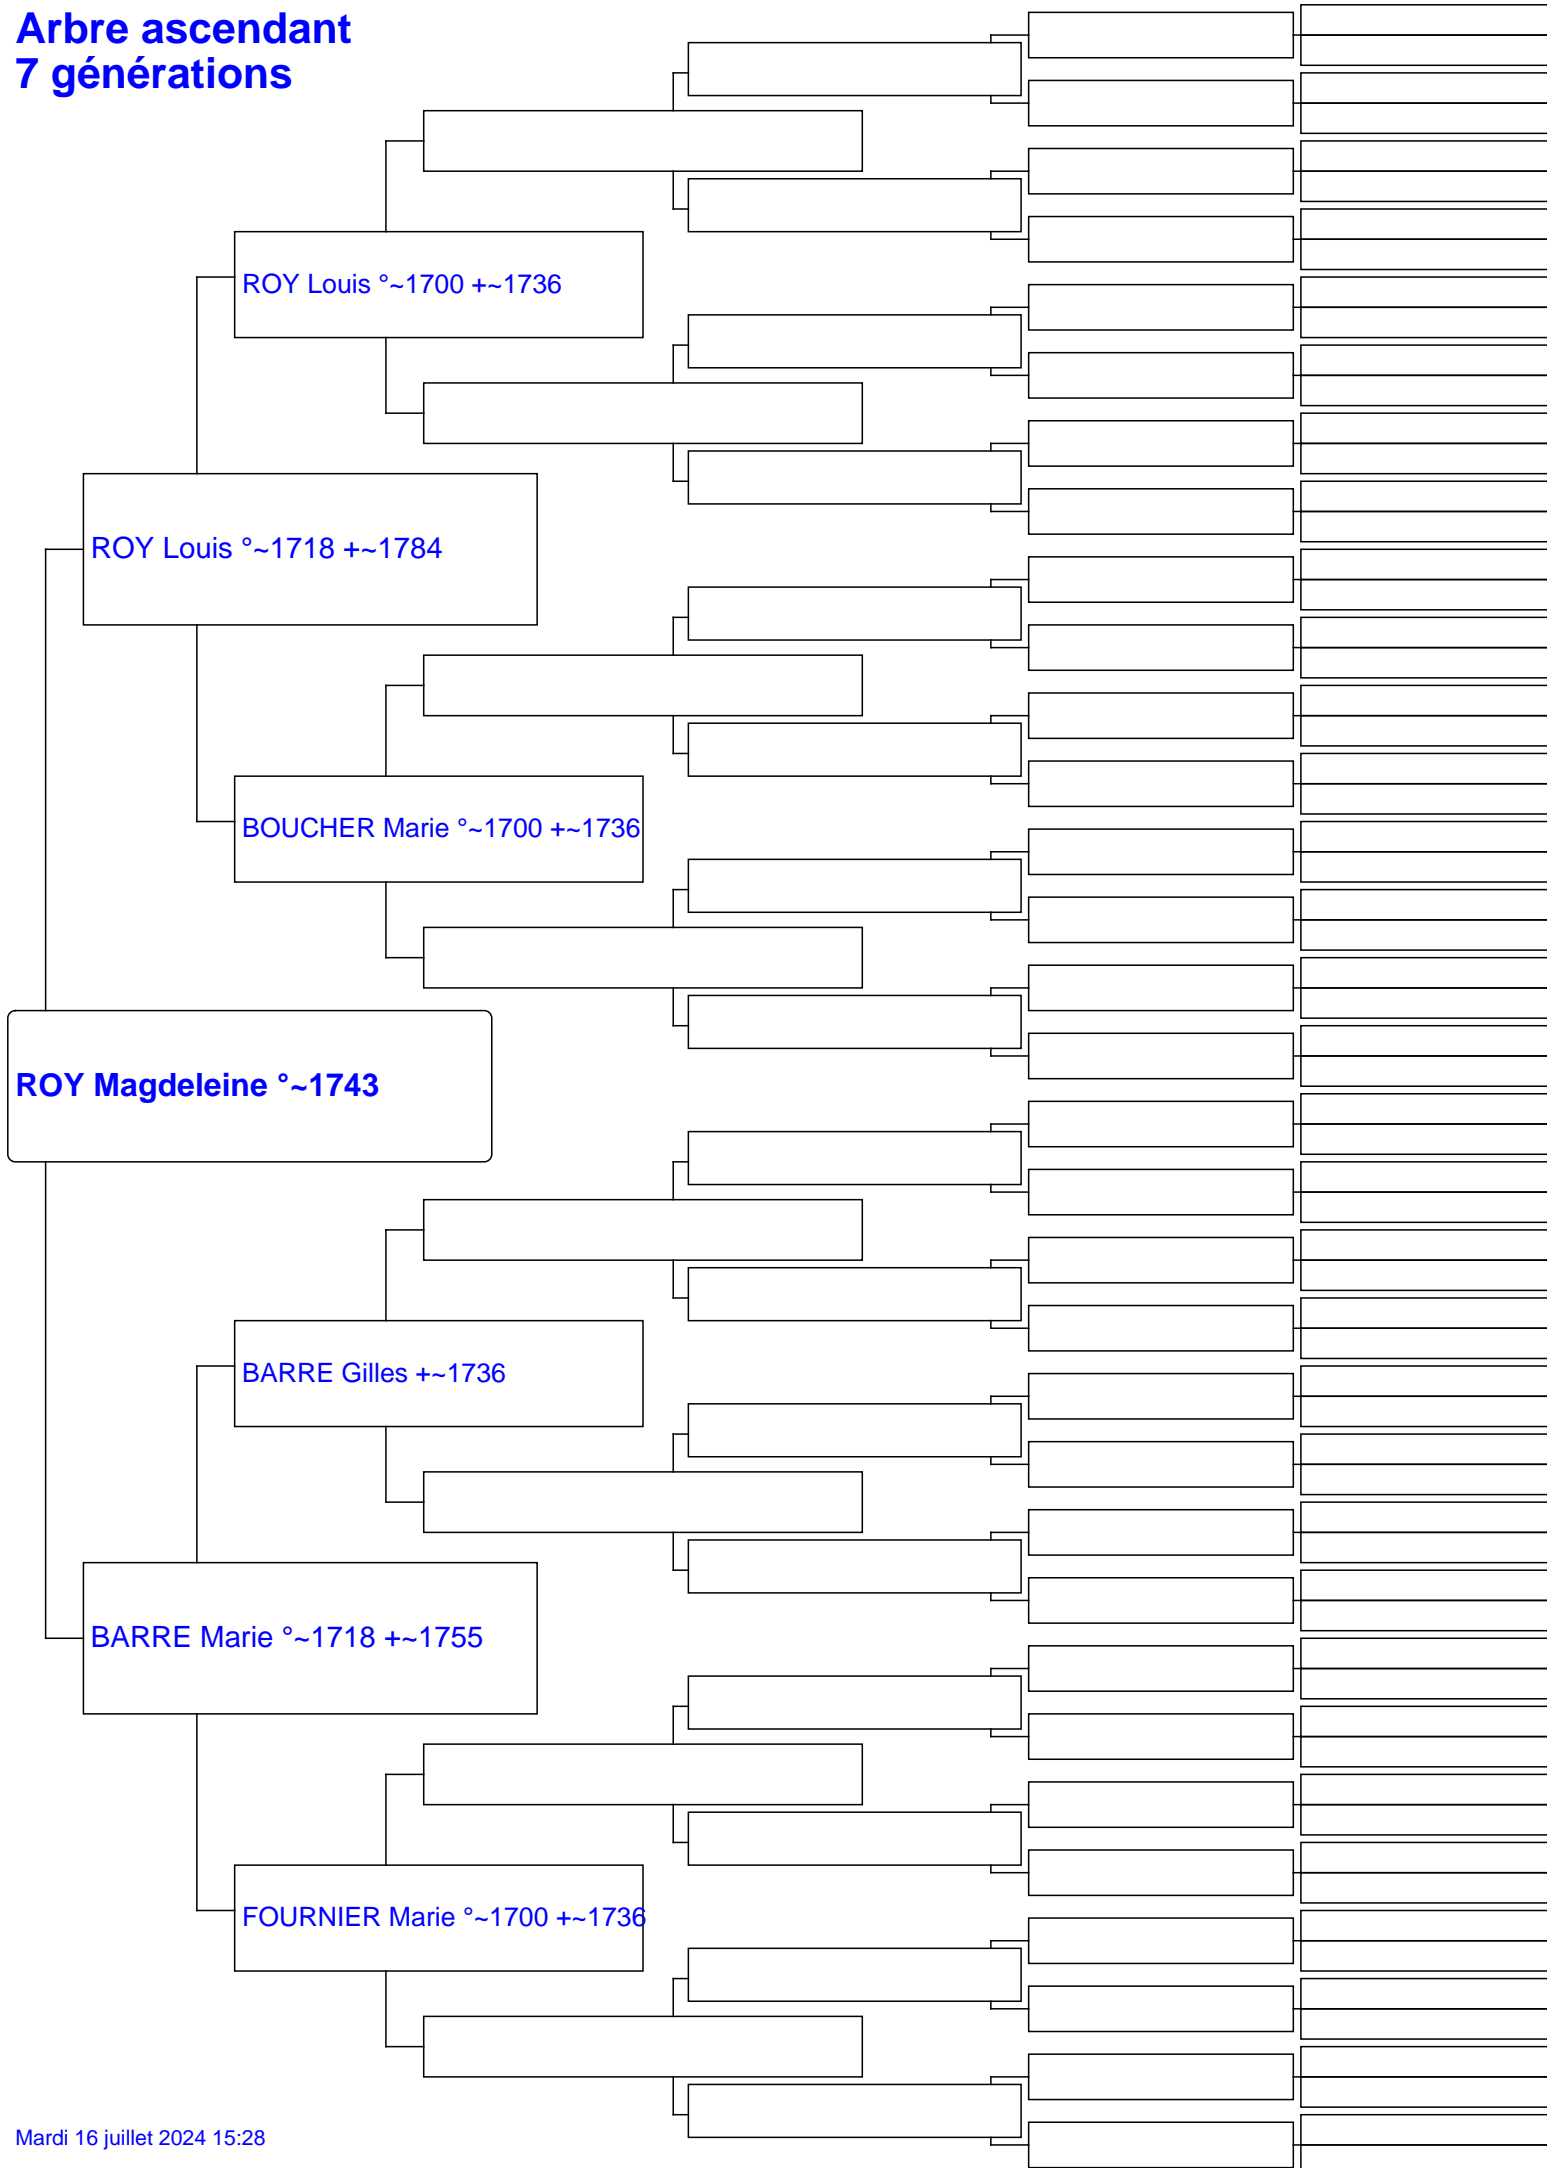 Arbre ascendant
7 générations
ROY Louis °~1700 +~1736
ROY Louis °~1718 +~1784
BOUCHER Marie °~1700 +~1736
ROY Magdeleine °~1743
BARRE Gilles +~1736
BARRE Marie °~1718 +~1755
FOURNIER Marie °~1700 +~1736
Mardi 16 juillet 2024 15:28